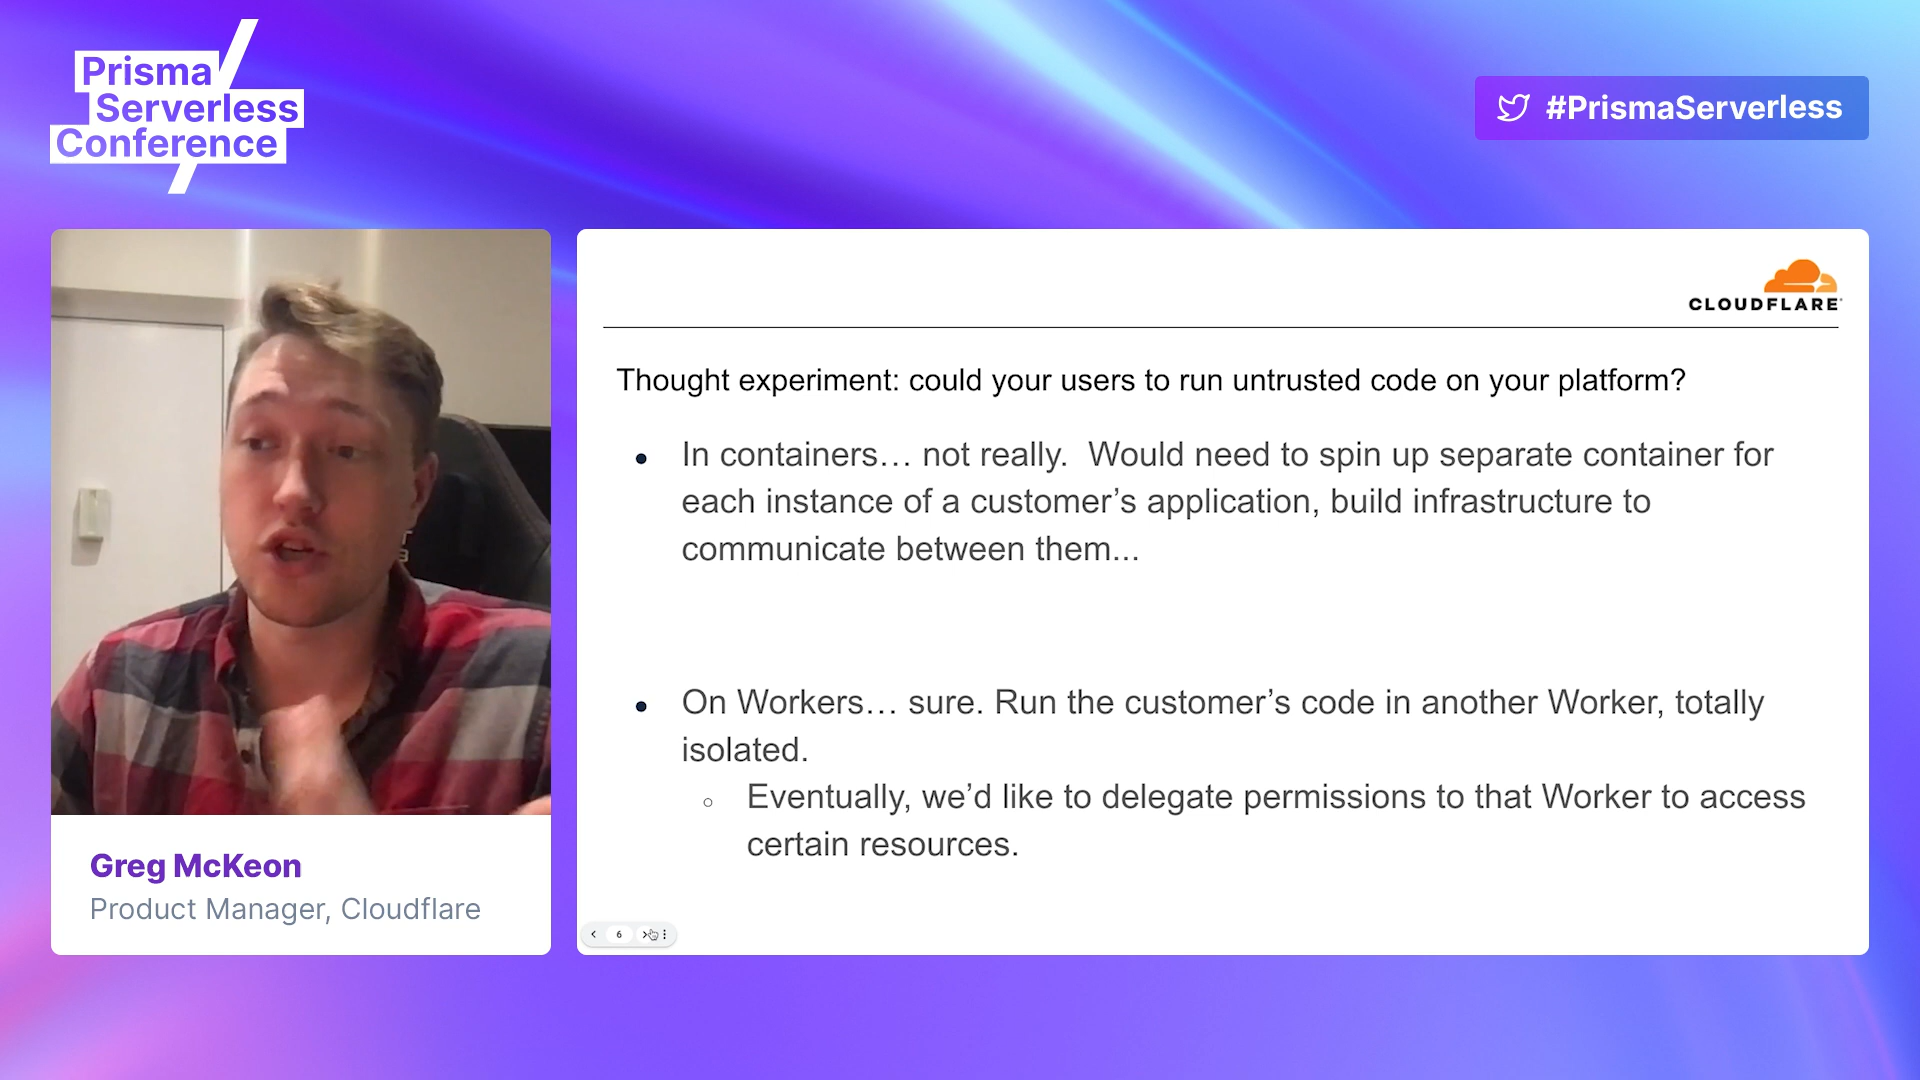 Prisma
Serverless
Conference
#PrismaServerless
CLOUDFLARE
Thought experiment: could your users to run untrusted code on your platform?
● In containers… not really.  Would need to spin up separate container for
each instance of a customer’s application, build infrastructure to
communicate between them...
● On Workers… sure. Run the customer’s code in another Worker, totally
isolated.
○ Eventually, we’d like to delegate permissions to that Worker to access
certain resources.
6
Greg McKeon
Product Manager, Cloudflare